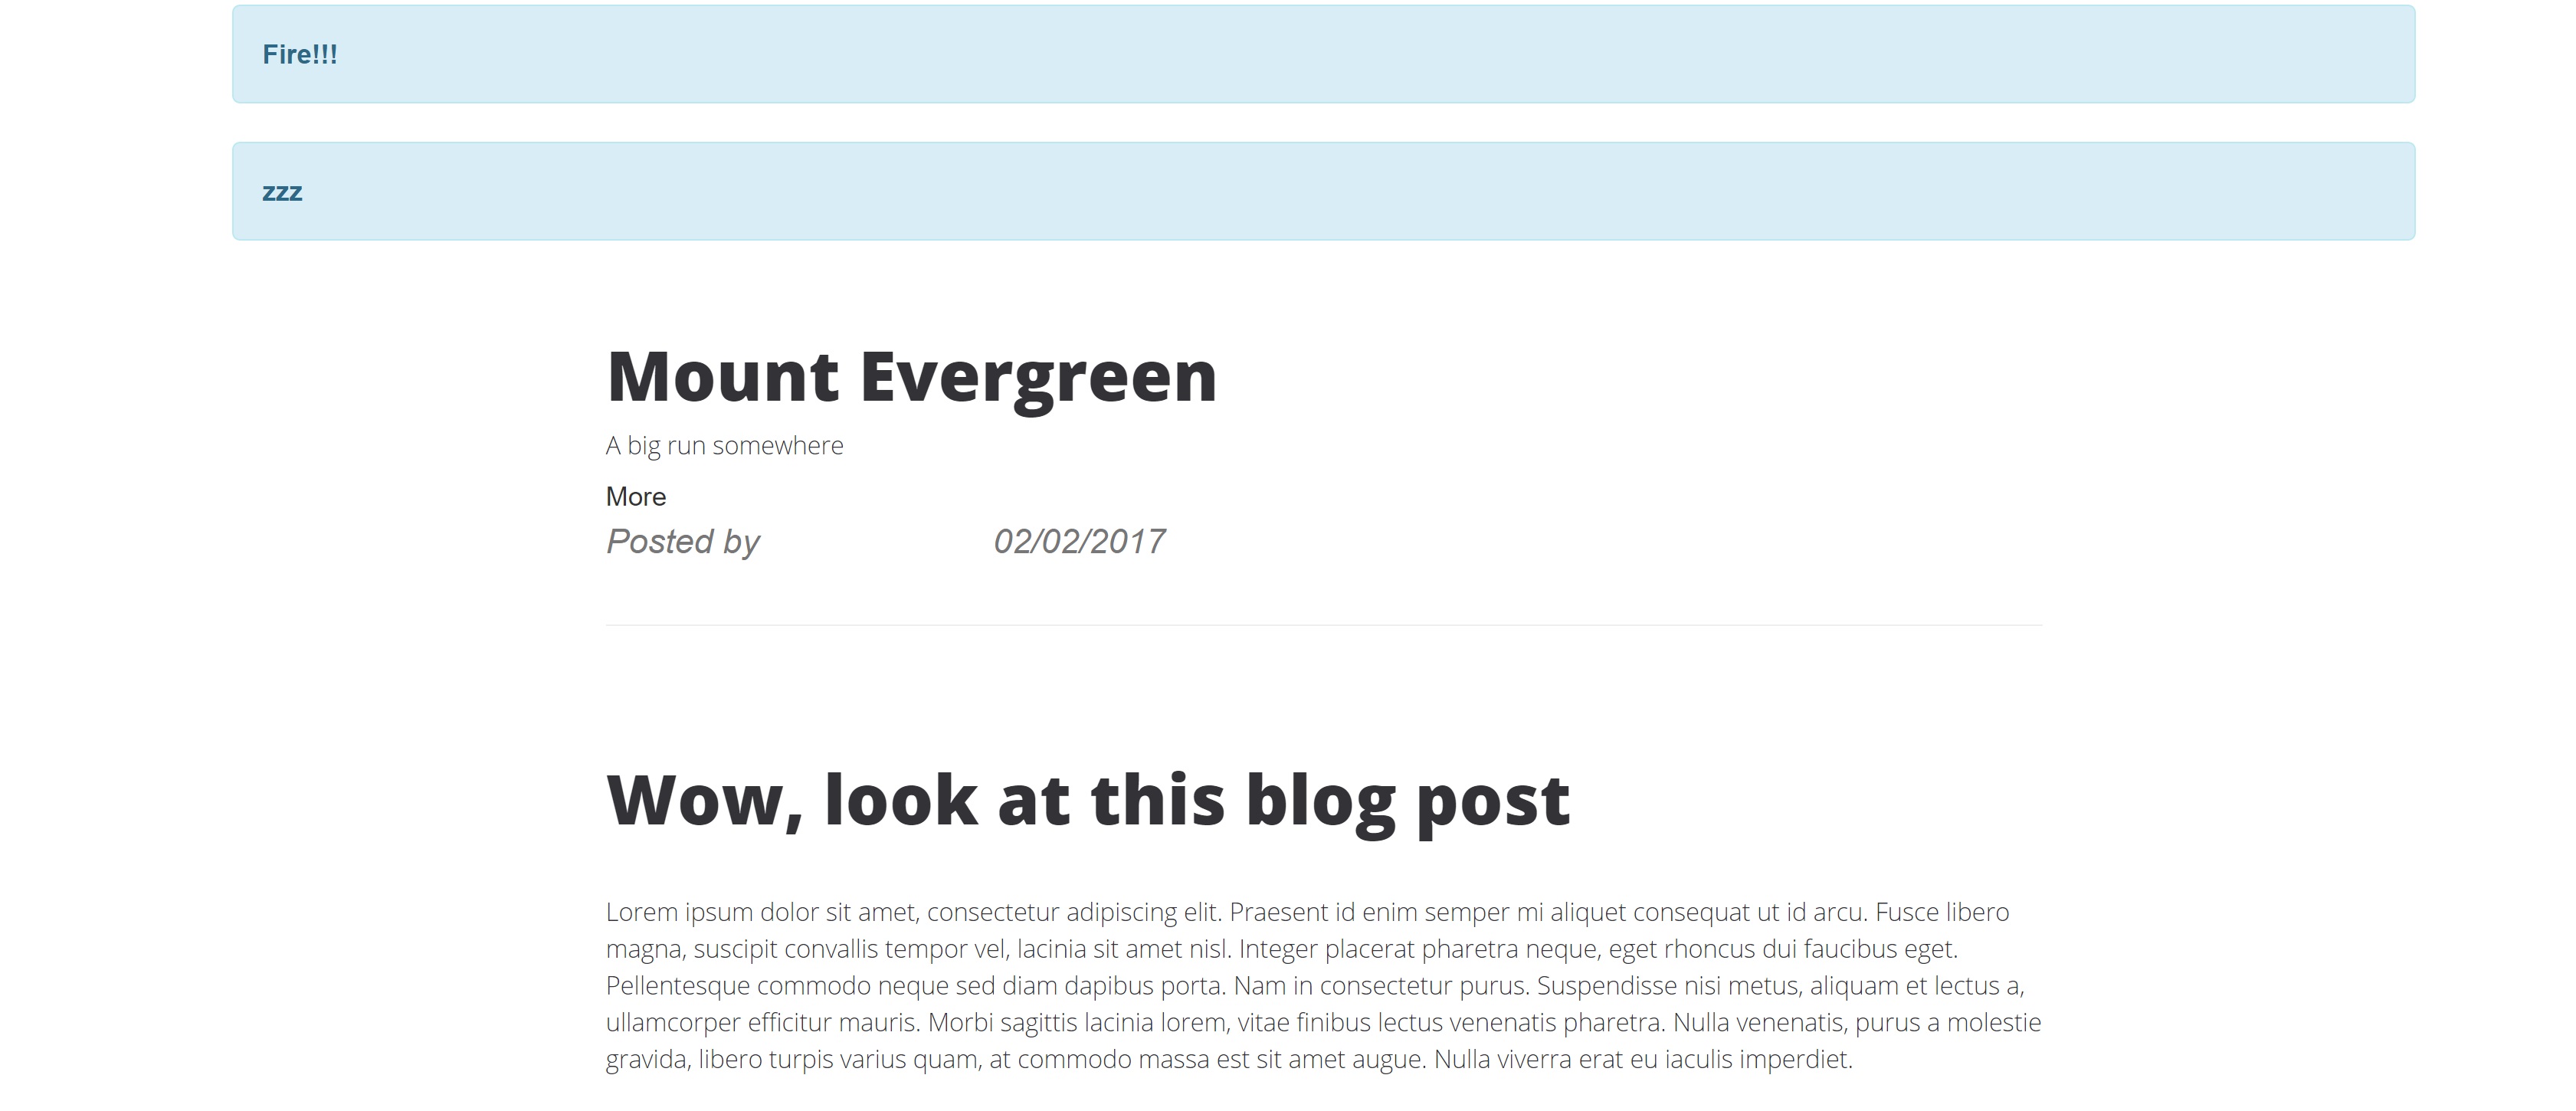 Fire!!!
zzz
Mount Evergreen
A big run somewhere
More
Posted by 02/02/2017
Wow, look at this blog post
Lorem ipsum dolor sit amet, consectetur adipiscing elit. Praesent id enim semper mi aliquet consequat ut id arcu. Fusce libero
magna, suscipit convallis tempor vel, lacinia sit amet nisl. Integer placerat pharetra neque, eget rhoncus dui faucibus eget.
Pellentesque commodo neque sed diam dapibus porta. Nam in consectetur purus. Suspendisse nisi metus, aliquam et lectus a,
ullamcorper efficitur mauris. Morbi sagittis lacinia lorem, vitae finibus lectus venenatis pharetra. Nulla venenatis, purus a molestie
gravida, libero turpis varius quam, at commodo massa est sit amet augue. Nulla viverra erat eu iaculis imperdiet.